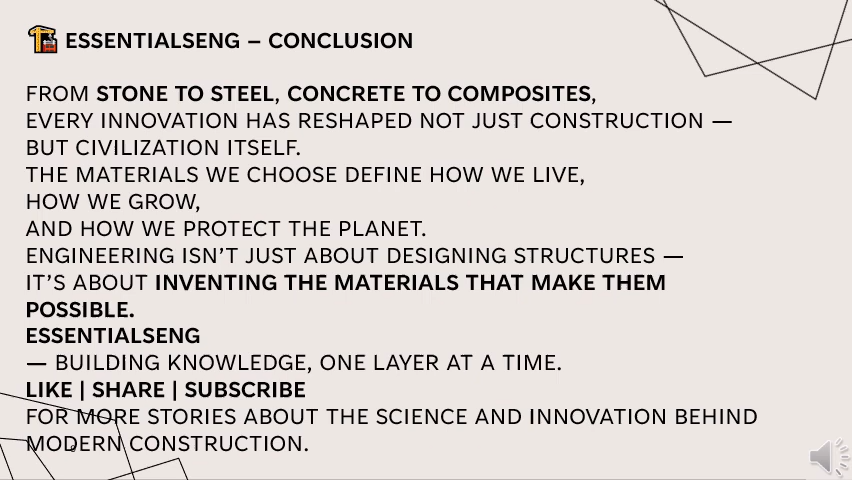 🏗️ ESSENTIALSENG – CONCLUSION
FROM STONE TO STEEL, CONCRETE TO COMPOSITES,
EVERY INNOVATION HAS RESHAPED NOT JUST CONSTRUCTION —
BUT CIVILIZATION ITSELF.
THE MATERIALS WE CHOOSE DEFINE HOW WE LIVE,
HOW WE GROW,
AND HOW WE PROTECT THE PLANET.
ENGINEERING ISN’T JUST ABOUT DESIGNING STRUCTURES —
IT’S ABOUT INVENTING THE MATERIALS THAT MAKE THEM
POSSIBLE.
ESSENTIALSENG
— BUILDING KNOWLEDGE, ONE LAYER AT A TIME.
LIKE | SHARE | SUBSCRIBE
FOR MORE STORIES ABOUT THE SCIENCE AND INNOVATION BEHIND
MODERN CONSTRUCTION.